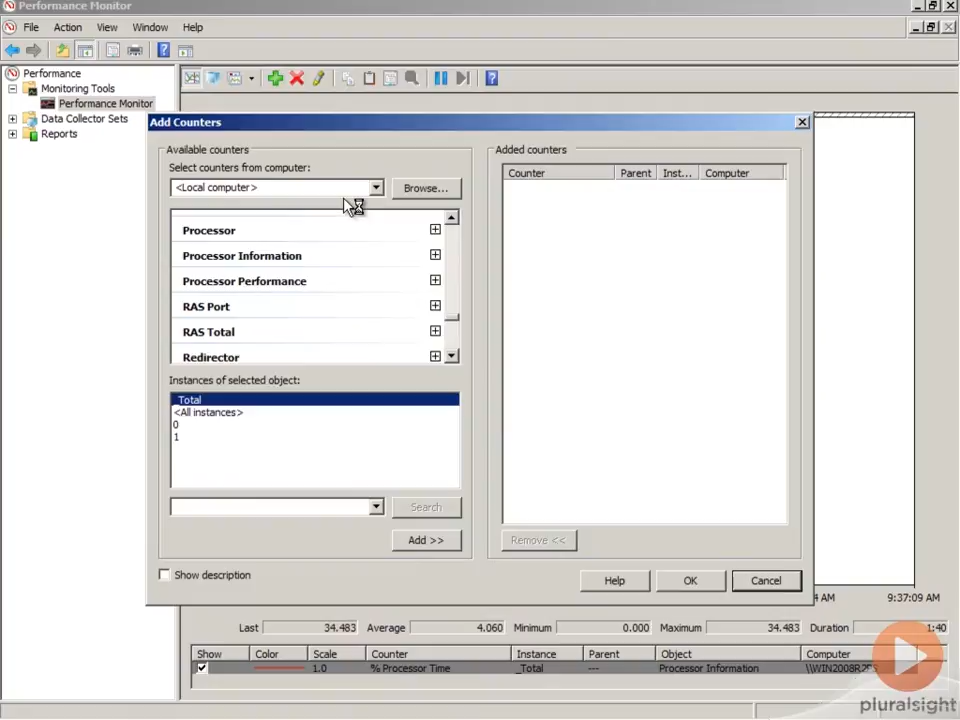 Performance Monitor
File Action View Window Help
Performance
Monitoring Tools
Performance Monitor
Data Collector Sets
Reports
Add Counters
Available counters
Select counters from computer:
<Local computer>
Browse...
Processor
Processor Information
Processor Performance
RAS Port
RAS Total
Redirector
Instances of selected object:
_Total
<All instances>
0
1
Search
Add >>
Show description
Added counters
Counter Parent Inst... Computer
Remove <<
Help OK Cancel
4 AM 9:37:09 AM
Last 34.483 Average 4.060 Minimum 0.000 Maximum 34.483 Duration 1:40
Show Color Scale Counter Instance Parent Object Computer
1.0 % Processor Time _Total --- Processor Information
pluralsight